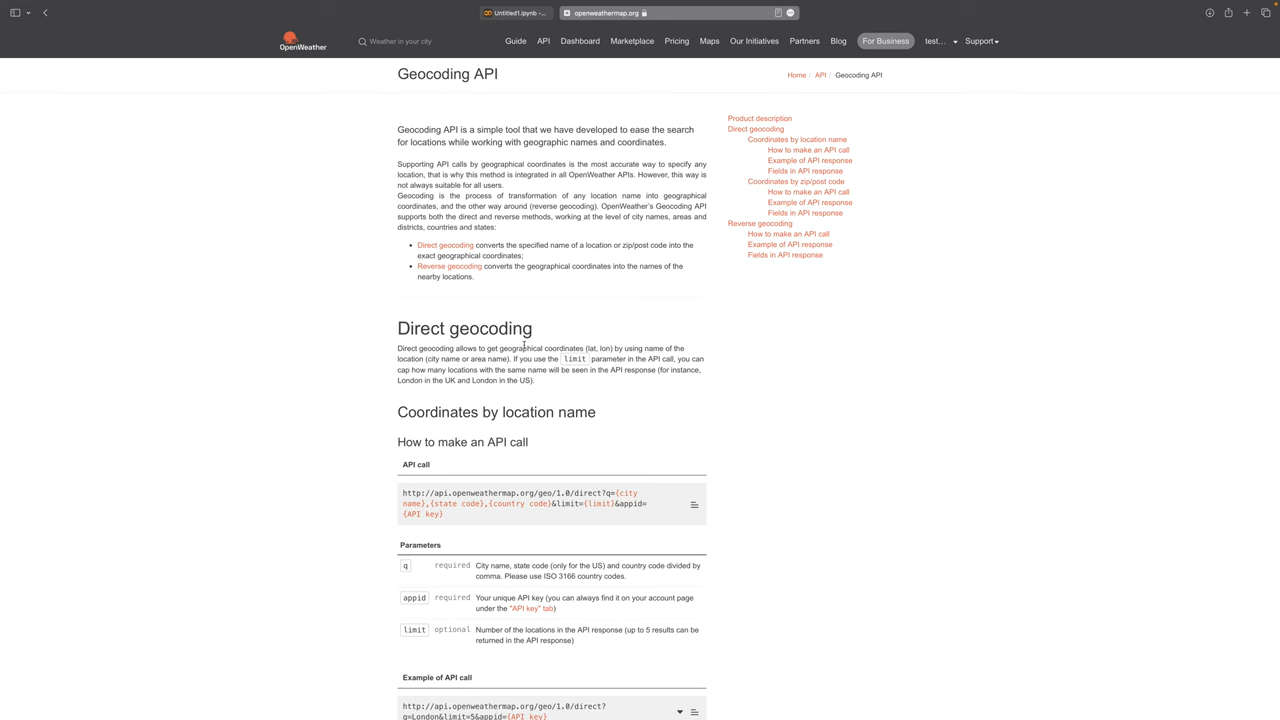 Untitled1.ipynb -...
openweathermap.org
OpenWeather
Weather in your city
Guide API Dashboard Marketplace Pricing Maps Our Initiatives Partners Blog For Business test... Support
Geocoding API
Home / API / Geocoding API
Geocoding API is a simple tool that we have developed to ease the search
for locations while working with geographic names and coordinates.
Supporting API calls by geographical coordinates is the most accurate way to specify any
location, that is why this method is integrated in all OpenWeather APIs. However, this way is
not always suitable for all users.
Geocoding is the process of transformation of any location name into geographical
coordinates, and the other way around (reverse geocoding). OpenWeather's Geocoding API
supports both the direct and reverse methods, working at the level of city names, areas and
districts, countries and states:
• Direct geocoding converts the specified name of a location or zip/post code into the
exact geographical coordinates;
• Reverse geocoding converts the geographical coordinates into the names of the
nearby locations.
Product description
Direct geocoding
Coordinates by location name
How to make an API call
Example of API response
Fields in API response
Coordinates by zip/post code
How to make an API call
Example of API response
Fields in API response
Reverse geocoding
How to make an API call
Example of API response
Fields in API response
Direct geocoding
Direct geocoding allows to get geographical coordinates (lat, lon) by using name of the
location (city name or area name). If you use the limit parameter in the API call, you can
cap how many locations with the same name will be seen in the API response (for instance,
London in the UK and London in the US).
Coordinates by location name
How to make an API call
API call
http://api.openweathermap.org/geo/1.0/direct?q={city
name},{state code},{country code}&limit={limit}&appid=
{API key}
Parameters
q required City name, state code (only for the US) and country code divided by
comma. Please use ISO 3166 country codes.
appid required Your unique API key (you can always find it on your account page
under the "API key" tab)
limit optional Number of the locations in the API response (up to 5 results can be
returned in the API response)
Example of API call
http://api.openweathermap.org/geo/1.0/direct?
q=London&limit=5&appid={API key}